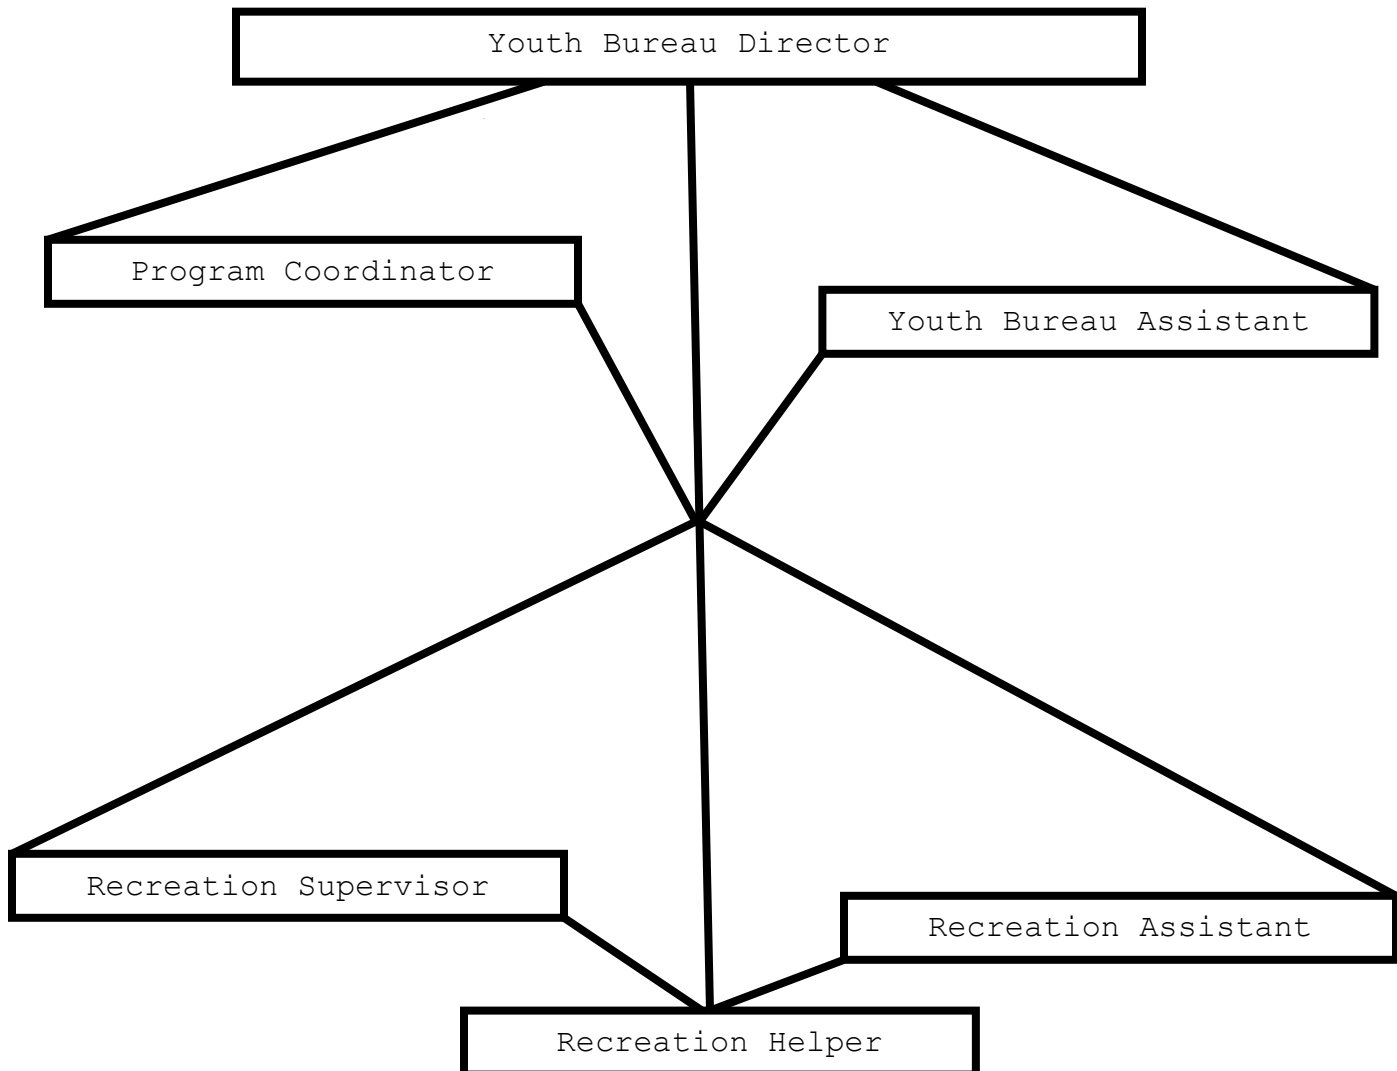 Youth Bureau Director
Program Coordinator
Youth Bureau Assistant
Recreation Supervisor
Recreation Assistant
Recreation Helper